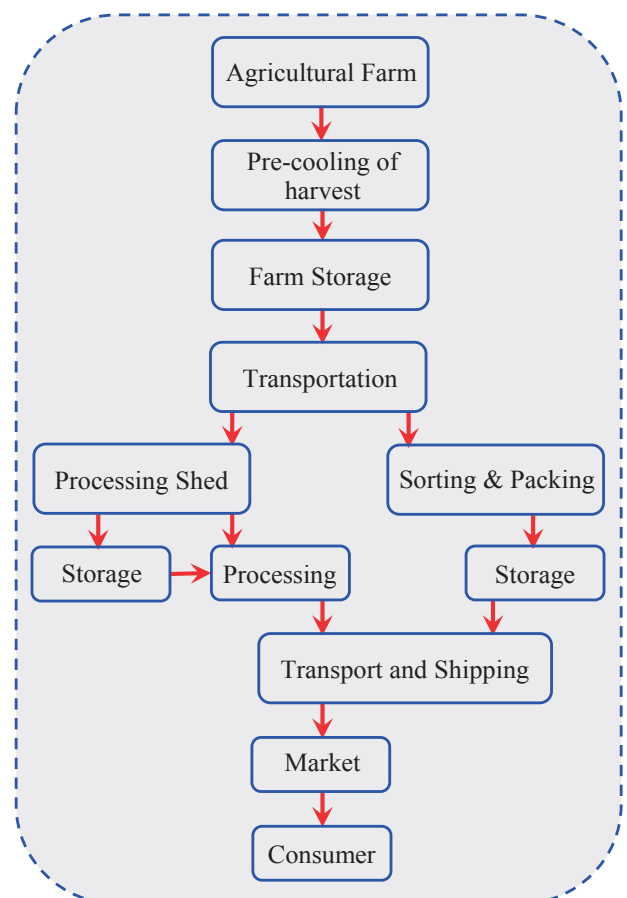 Agricultural Farm
Pre-cooling of
harvest
Farm Storage
Transportation
Processing Shed
Sorting & Packing
Storage
Processing
Storage
Transport and Shipping
Market
Consumer